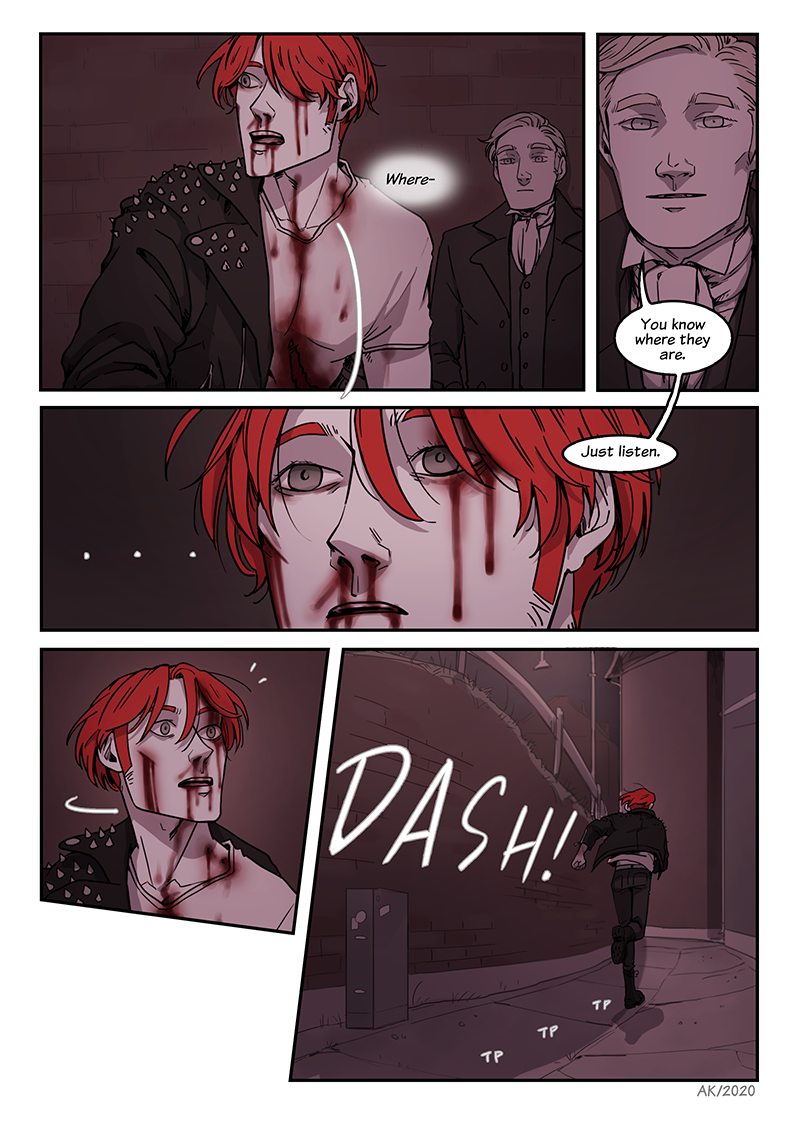 Where-
You know
where they
are.
Just listen.
. . .
DASH!
TP
TP
TP
AK/2020